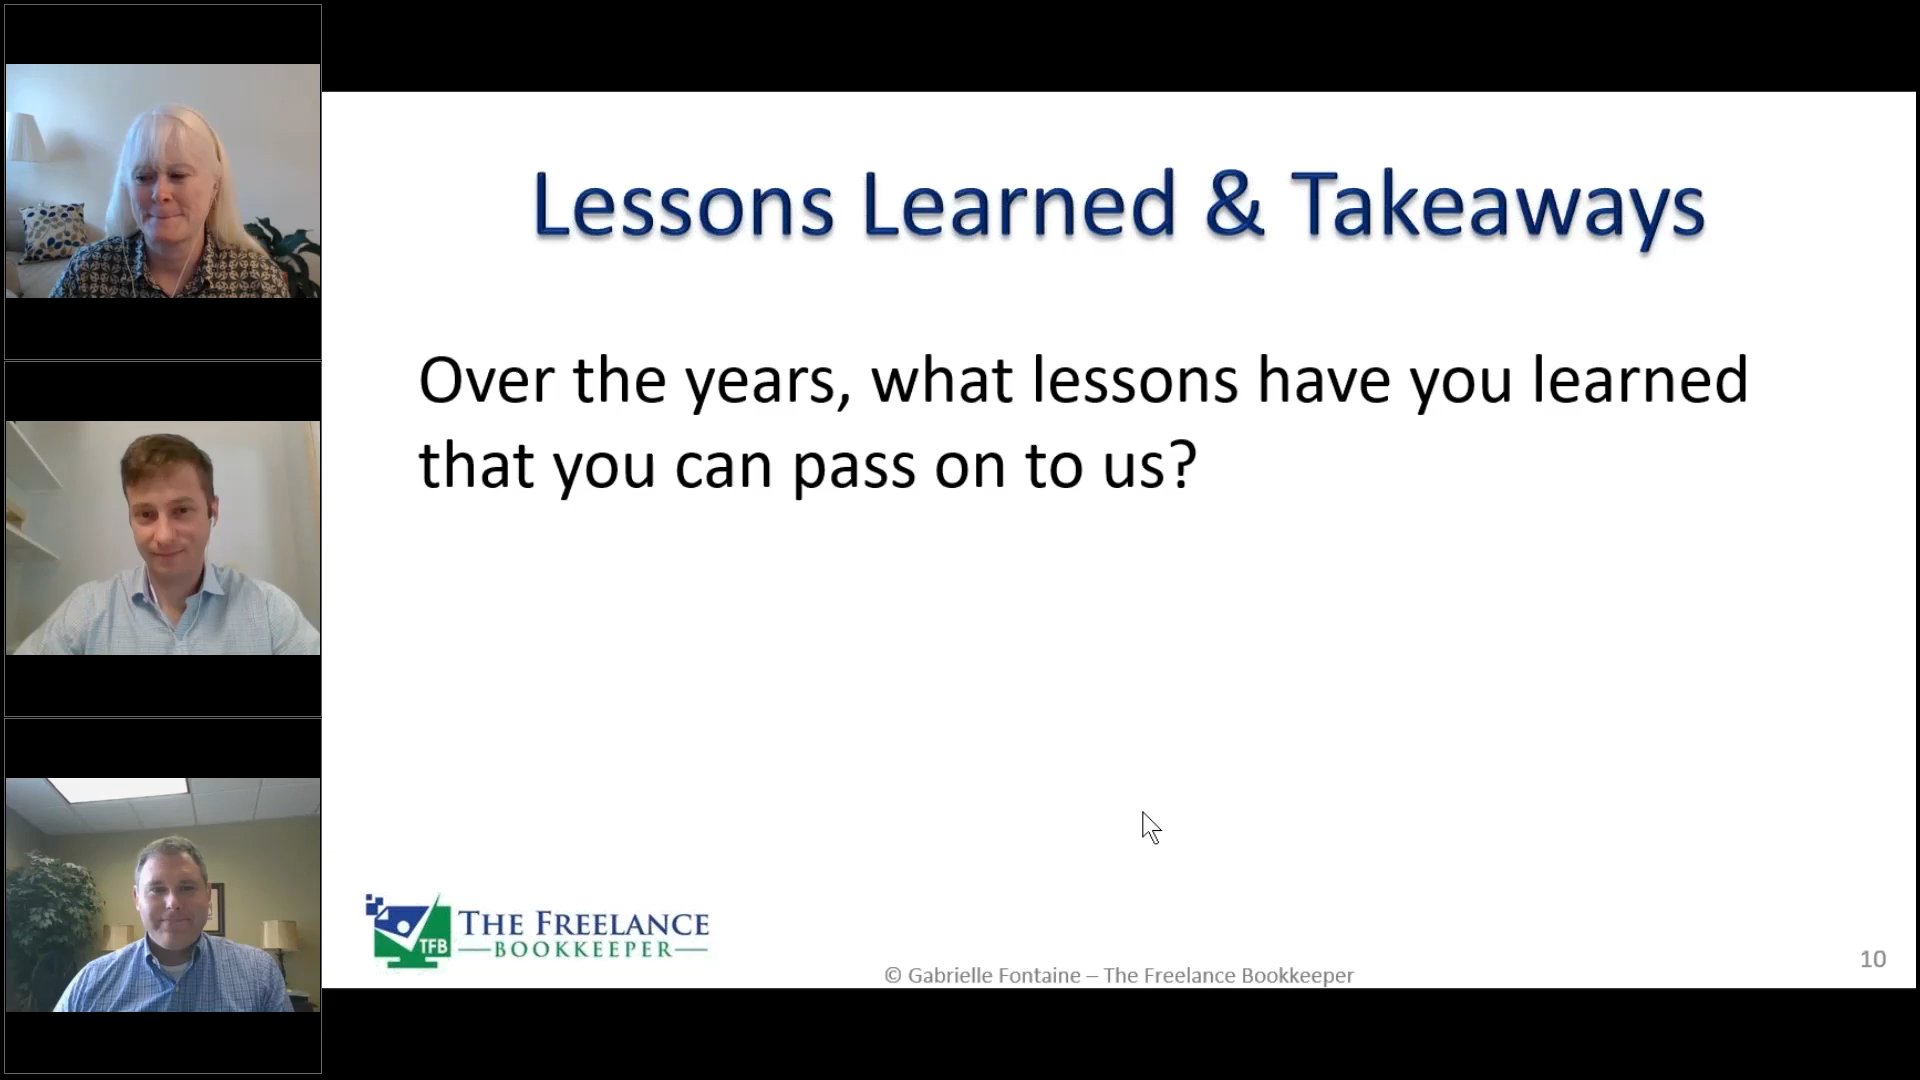 Lessons Learned & Takeaways
Over the years, what lessons have you learned
that you can pass on to us?
TFB
THE FREELANCE
BOOKKEEPER
© Gabrielle Fontaine – The Freelance Bookkeeper
10